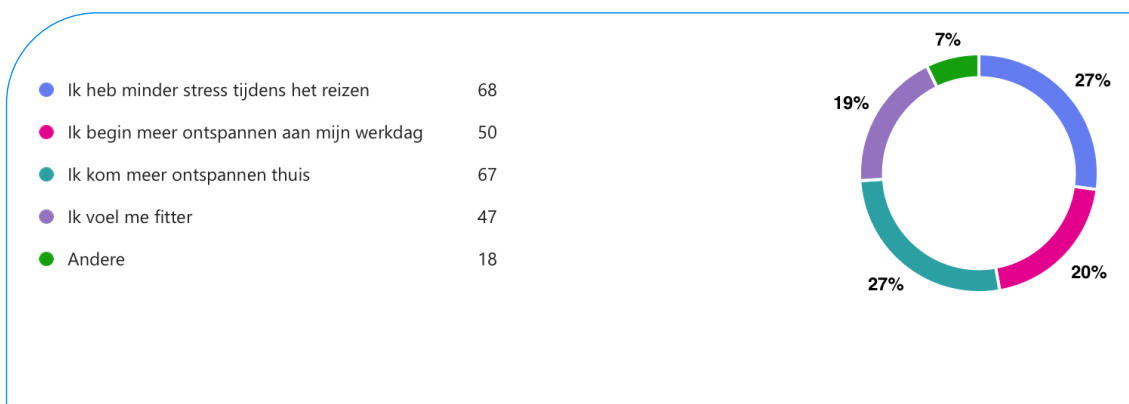 Ik heb minder stress tijdens het reizen 68
Ik begin meer ontspannen aan mijn werkdag 50
Ik kom meer ontspannen thuis 67
Ik voel me fitter 47
Andere 18
7%
27%
19%
27%
20%